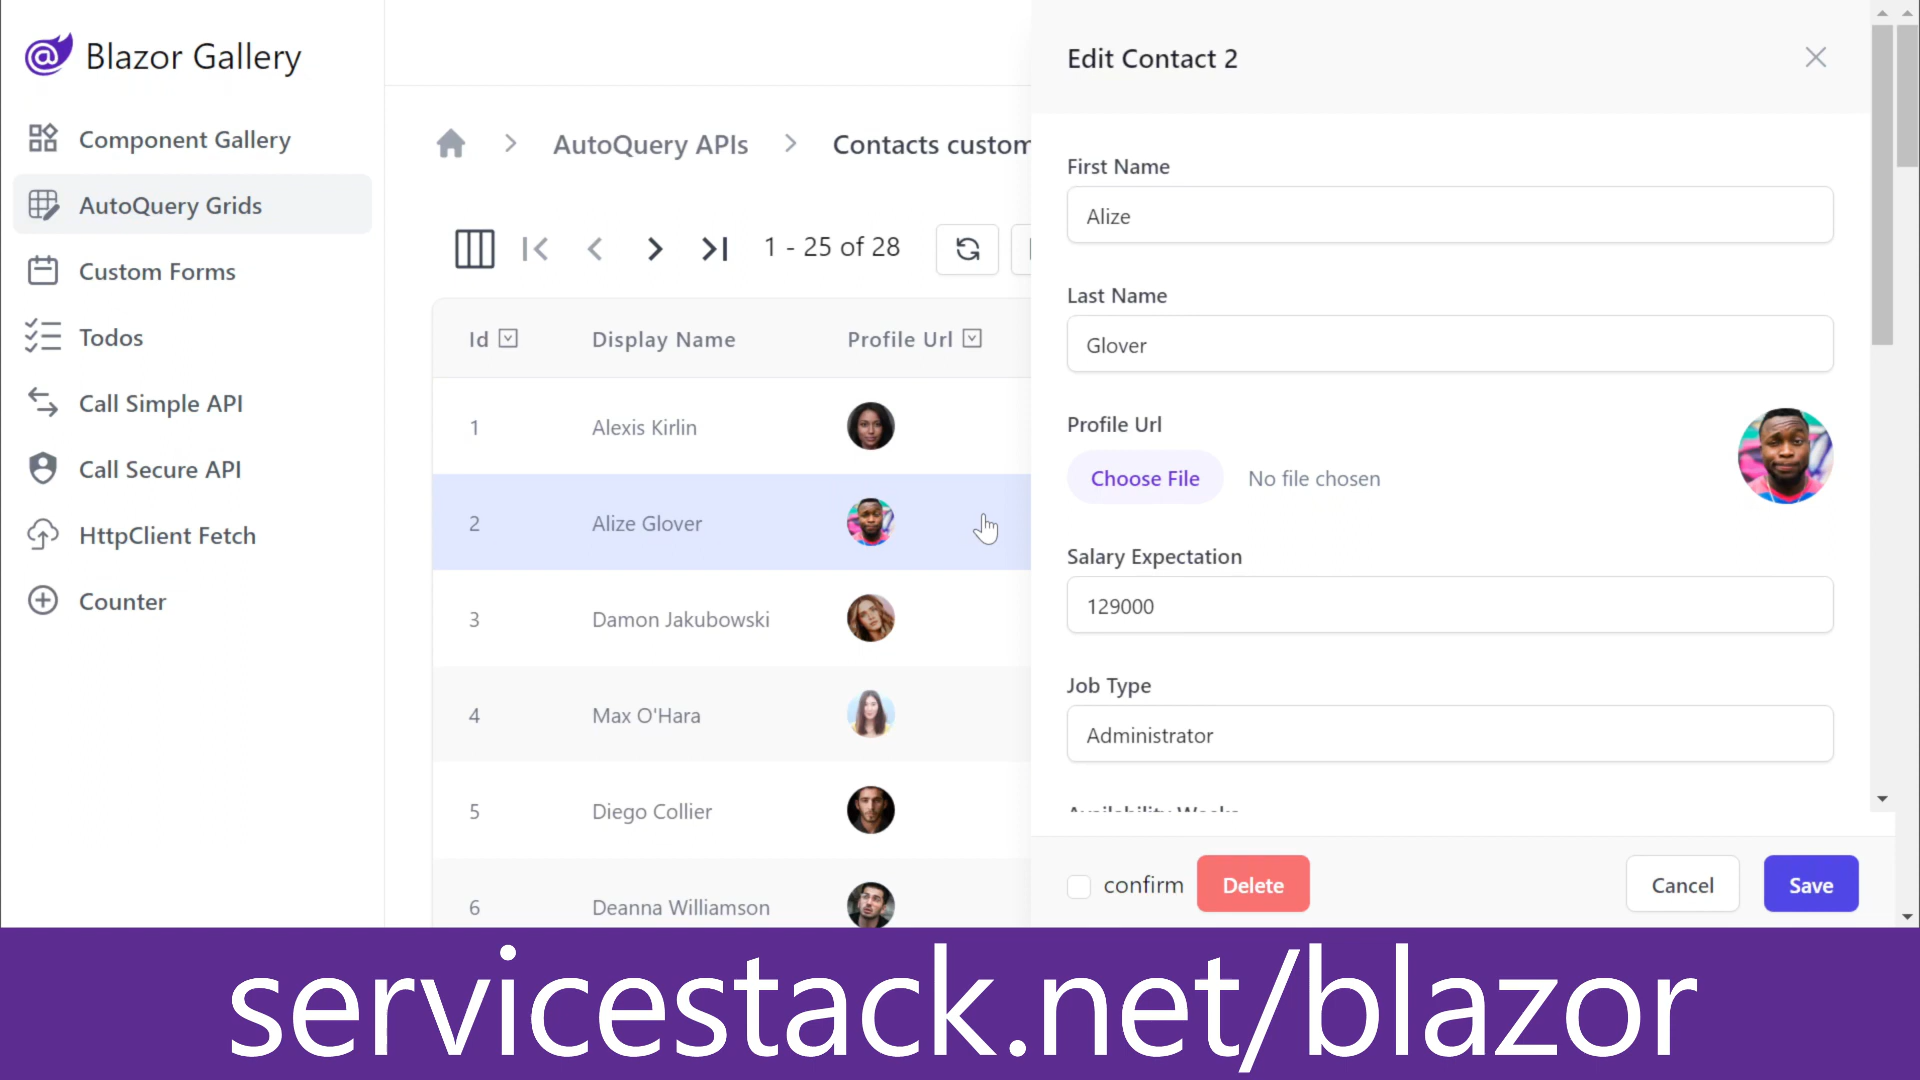 Blazor Gallery
Component Gallery
AutoQuery Grids
Custom Forms
Todos
Call Simple API
Call Secure API
HttpClient Fetch
Counter
AutoQuery APIs
Contacts custom
1 - 25 of 28
Id Display Name Profile Url
1 Alexis Kirlin
2 Alize Glover
3 Damon Jakubowski
4 Max O'Hara
5 Diego Collier
6 Deanna Williamson
Edit Contact 2
First Name
Alize
Last Name
Glover
Profile Url
Choose File No file chosen
Salary Expectation
129000
Job Type
Administrator
Availability Weeks
confirm Delete Cancel Save
servicestack.net/blazor